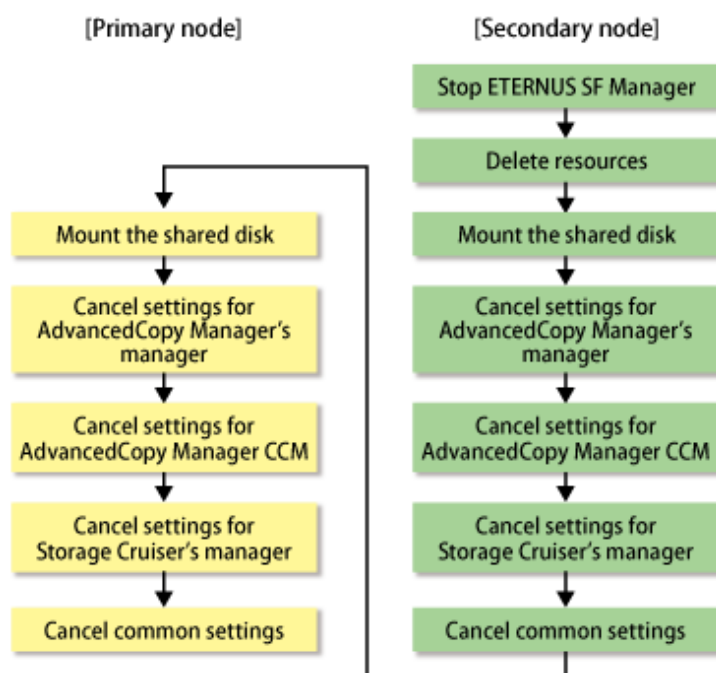 [Primary node]
[Secondary node]
Stop ETERNUS SF Manager
Delete resources
Mount the shared disk
Cancel settings for
AdvancedCopy Manager's
manager
Cancel settings for
AdvancedCopy Manager CCM
Cancel settings for
Storage Cruiser's manager
Cancel common settings
Mount the shared disk
Cancel settings for
AdvancedCopy Manager's
manager
Cancel settings for
AdvancedCopy Manager CCM
Cancel settings for
Storage Cruiser's manager
Cancel common settings